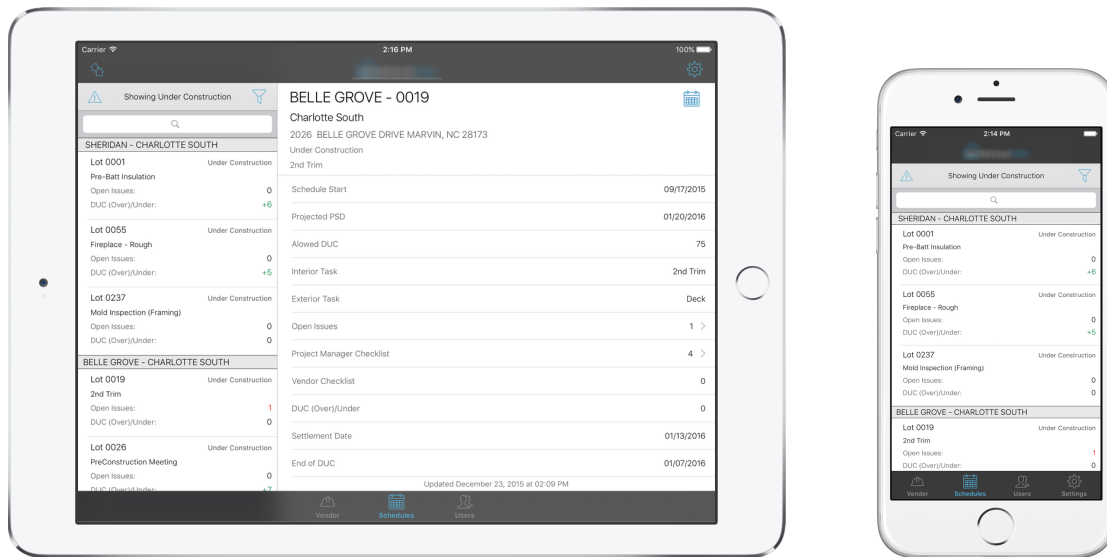 Carrier 2:16 PM 100%
Showing Under Construction
SHERIDAN - CHARLOTTE SOUTH
Lot 0001 Under Construction
Pre-Batt Insulation
Open Issues: 0
DUC (Over)/Under: +6
Lot 0055 Under Construction
Fireplace - Rough
Open Issues: 0
DUC (Over)/Under: +5
Lot 0237 Under Construction
Mold Inspection (Framing)
Open Issues: 0
DUC (Over)/Under: 0
BELLE GROVE - CHARLOTTE SOUTH
Lot 0019 Under Construction
2nd Trim
Open Issues: 1
DUC (Over)/Under: 0
Lot 0026 Under Construction
PreConstruction Meeting
Open Issues: 0
DUC (Over)/Under: +7
BELLE GROVE - 0019
Charlotte South
2026 BELLE GROVE DRIVE MARVIN, NC 28173
Under Construction
2nd Trim
Schedule Start 09/17/2015
Projected PSD 01/20/2016
Alowed DUC 75
Interior Task 2nd Trim
Exterior Task Deck
Open Issues 1
Project Manager Checklist 4
Vendor Checklist 0
DUC (Over)/Under 0
Settlement Date 01/13/2016
End of DUC 01/07/2016
Updated December 23, 2015 at 02:09 PM
Vendor Schedules Users
Carrier 2:14 PM
Showing Under Construction
SHERIDAN - CHARLOTTE SOUTH
Lot 0001 Under Construction
Pre-Batt Insulation
Open Issues: 0
DUC (Over)/Under: +6
Lot 0055 Under Construction
Fireplace - Rough
Open Issues: 0
DUC (Over)/Under: +5
Lot 0237 Under Construction
Mold Inspection (Framing)
Open Issues: 0
DUC (Over)/Under: 0
BELLE GROVE - CHARLOTTE SOUTH
Lot 0019 Under Construction
2nd Trim
Open Issues: 1
DUC (Over)/Under: 0
Vendor Schedules Users Settings